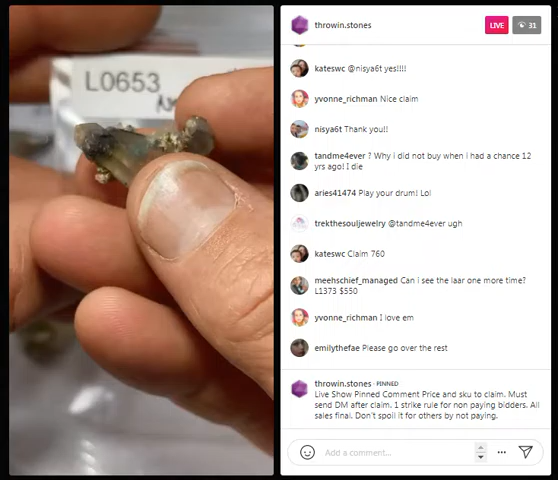 L0653
throwin.stones
LIVE
31
kateswc @nisya6t yes!!!!
yvonne_richman Nice claim
nisya6t Thank you!!
tandme4ever ? Why i did not buy when i had a chance 12
yrs ago! I die
aries41474 Play your drum! Lol
trekthesouljewelry @tandme4ever ugh
kateswc Claim 760
meehschief_managed Can i see the laar one more time?
L1373 $550
yvonne_richman I love em
emilythefae Please go over the rest
throwin.stones · PINNED
Live Show Pinned Comment Price and sku to claim. Must
send DM after claim. 1 strike rule for non paying bidders. All
sales final. Don't spoil it for others by not paying.
Add a comment...